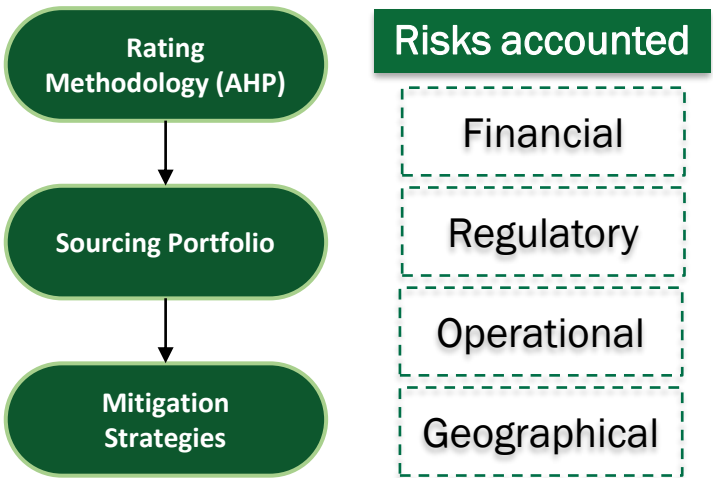 Rating
Methodology (AHP)
Sourcing Portfolio
Mitigation
Strategies
Risks accounted
Financial
Regulatory
Operational
Geographical